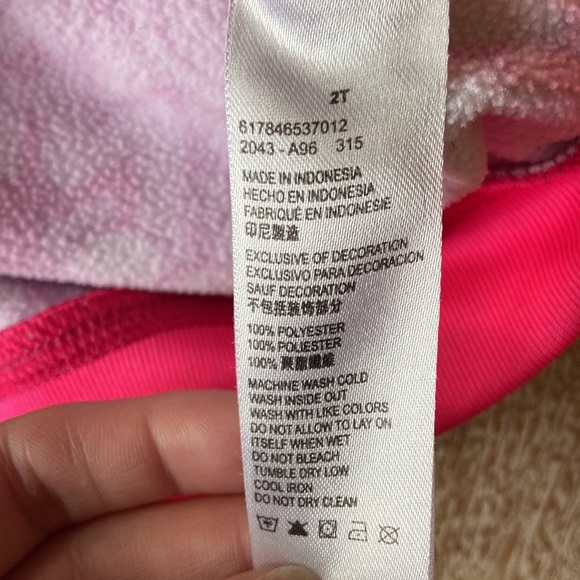 2T
617846537012
2043 - A96 315
MADE IN INDONESIA
HECHO EN INDONESIA
FABRIQUÉ EN INDONESIE
印尼製造
EXCLUSIVE OF DECORATION
EXCLUSIVO PARA DECORACION
SAUF DECORATION
不包括装饰部分
100% POLYESTER
100% POLIESTER
100% 聚酯纖維
MACHINE WASH COLD
WASH INSIDE OUT
WASH WITH LIKE COLORS
DO NOT ALLOW TO LAY ON
ITSELF WHEN WET
DO NOT BLEACH
TUMBLE DRY LOW
COOL IRON
DO NOT DRY CLEAN